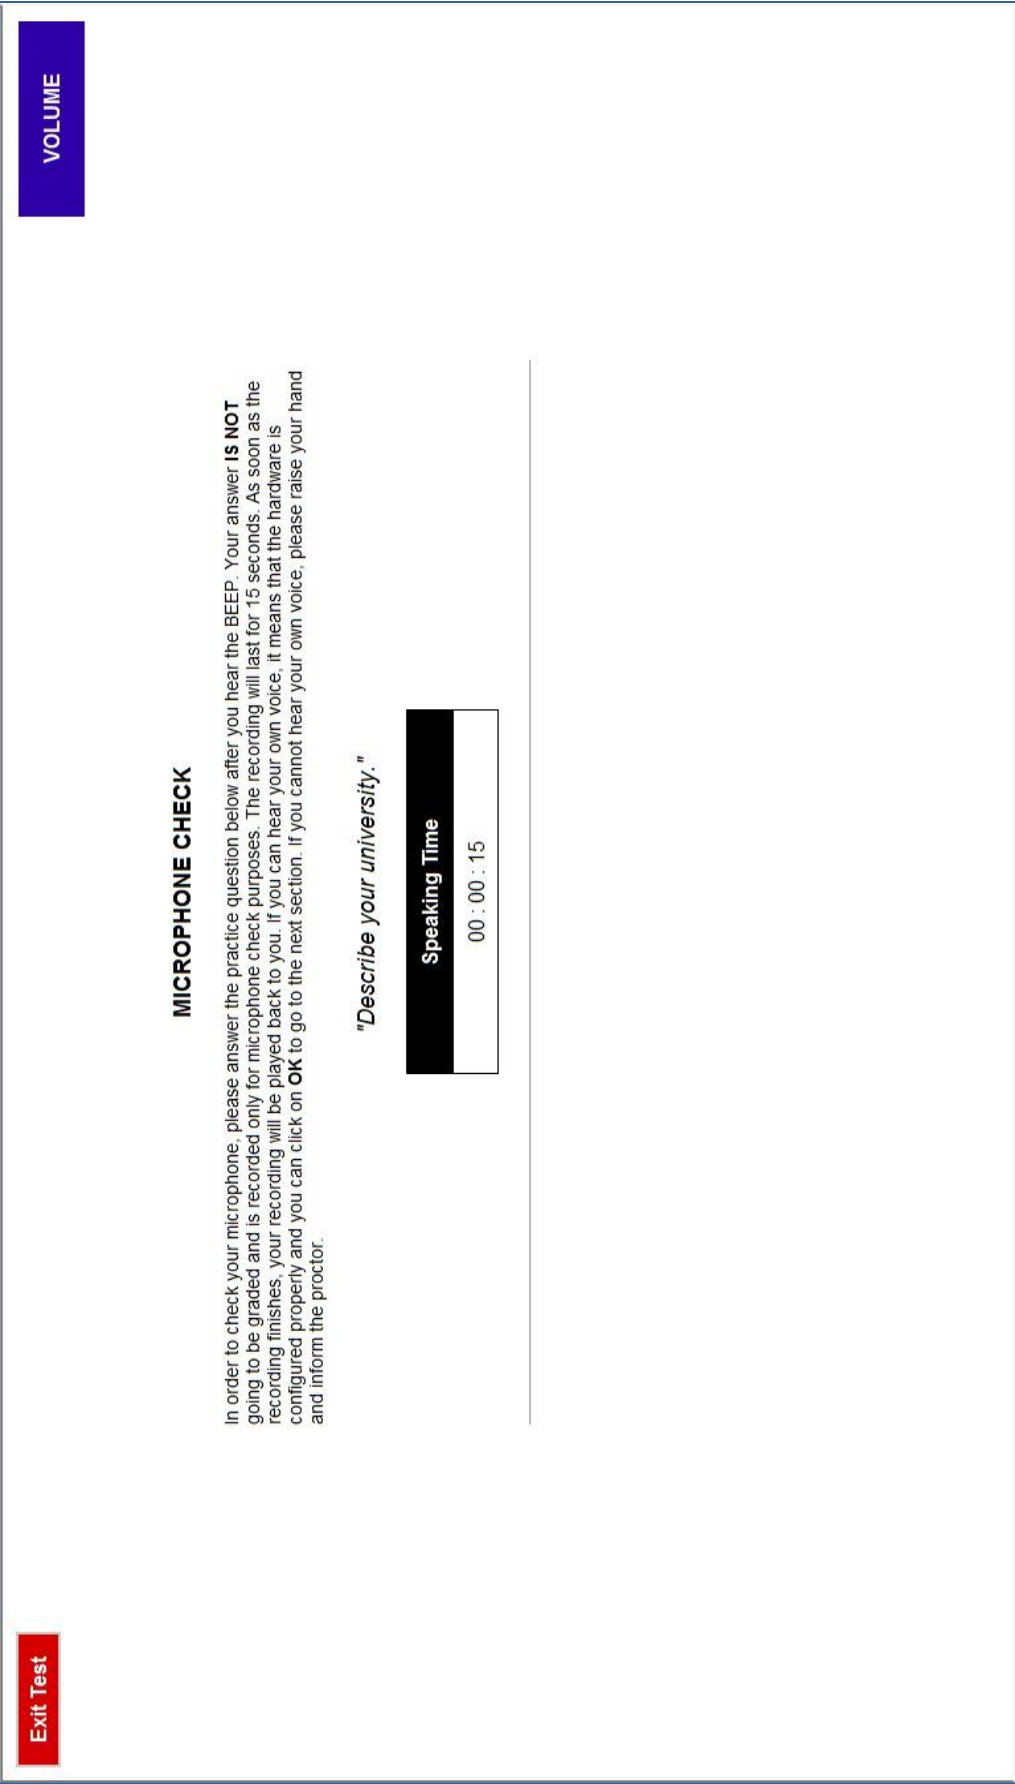 Exit Test
VOLUME
MICROPHONE CHECK
In order to check your microphone, please answer the practice question below after you hear the BEEP. Your answer IS NOT
going to be graded and is recorded only for microphone check purposes. The recording will last for 15 seconds. As soon as the
recording finishes, your recording will be played back to you. If you can hear your own voice, it means that the hardware is
configured properly and you can click on OK to go to the next section. If you cannot hear your own voice, please raise your hand
and inform the proctor.
"Describe your university."
Speaking Time
00 : 00 : 15